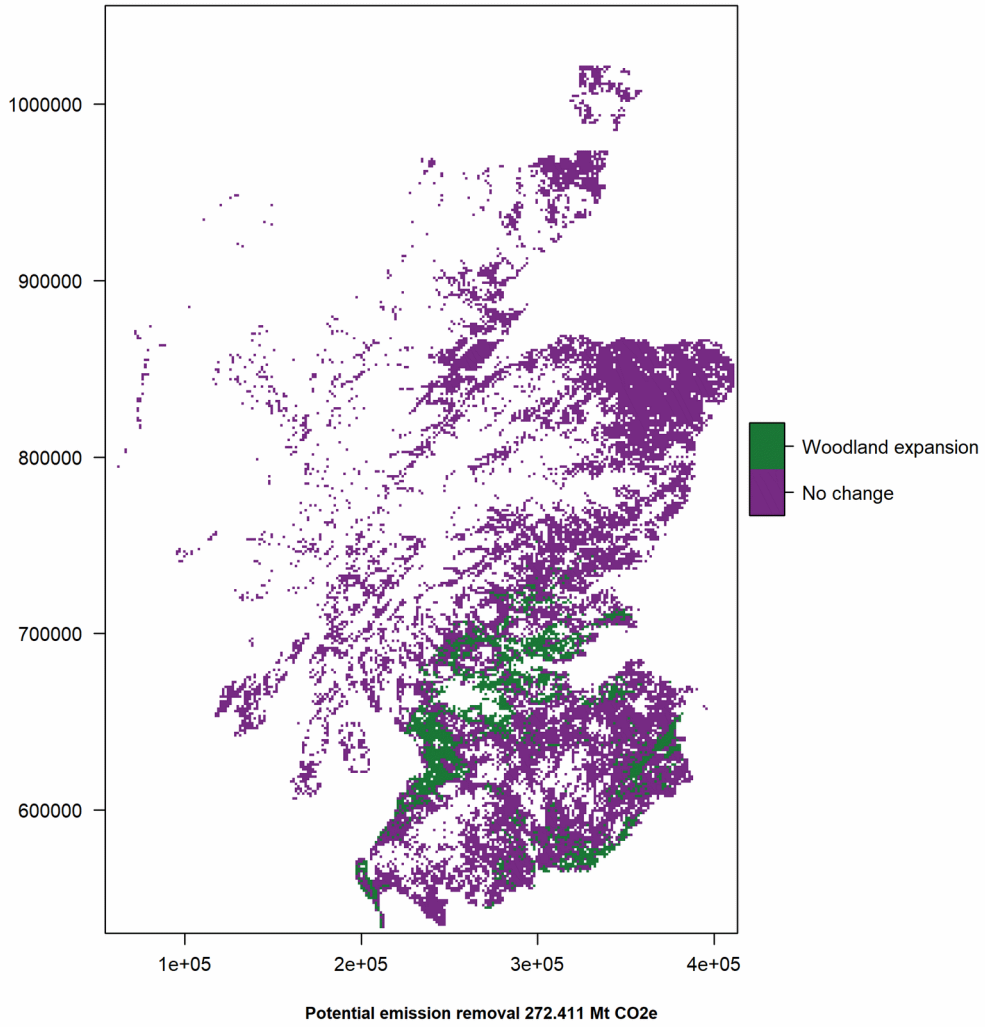 1000000
900000
800000
700000
600000
1e+05
2e+05
3e+05
4e+05
Woodland expansion
No change
Potential emission removal 272.411 Mt CO2e